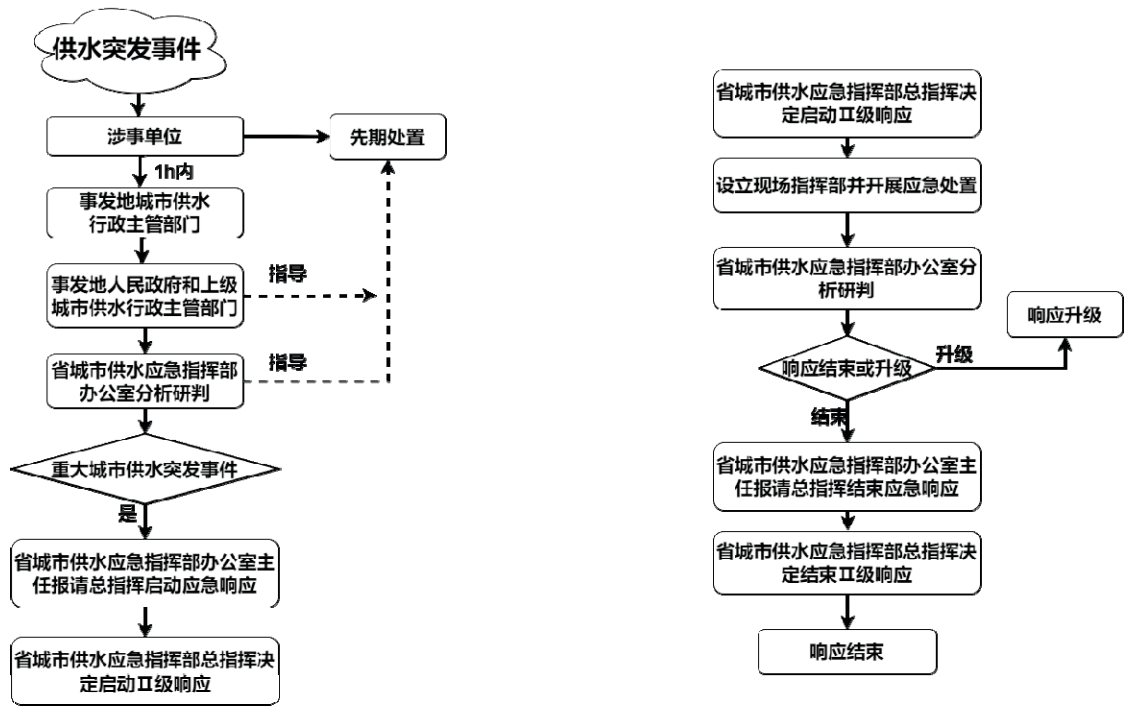 供水突发事件
涉事单位
先期处置
1h内
事发地城市供水
行政主管部门
事发地人民政府和上级
城市供水行政主管部门
指导
省城市供水应急指挥部
办公室分析研判
指导
重大城市供水突发事件
是
省城市供水应急指挥部办公室主
任报请总指挥启动应急响应
省城市供水应急指挥部总指挥决
定启动Ⅱ级响应
省城市供水应急指挥部总指挥决
定启动Ⅱ级响应
设立现场指挥部并开展应急处置
省城市供水应急指挥部办公室分
析研判
响应升级
响应结束或升级
升级
结束
省城市供水应急指挥部办公室主
任报请总指挥结束应急响应
省城市供水应急指挥部总指挥决
定结束Ⅱ级响应
响应结束